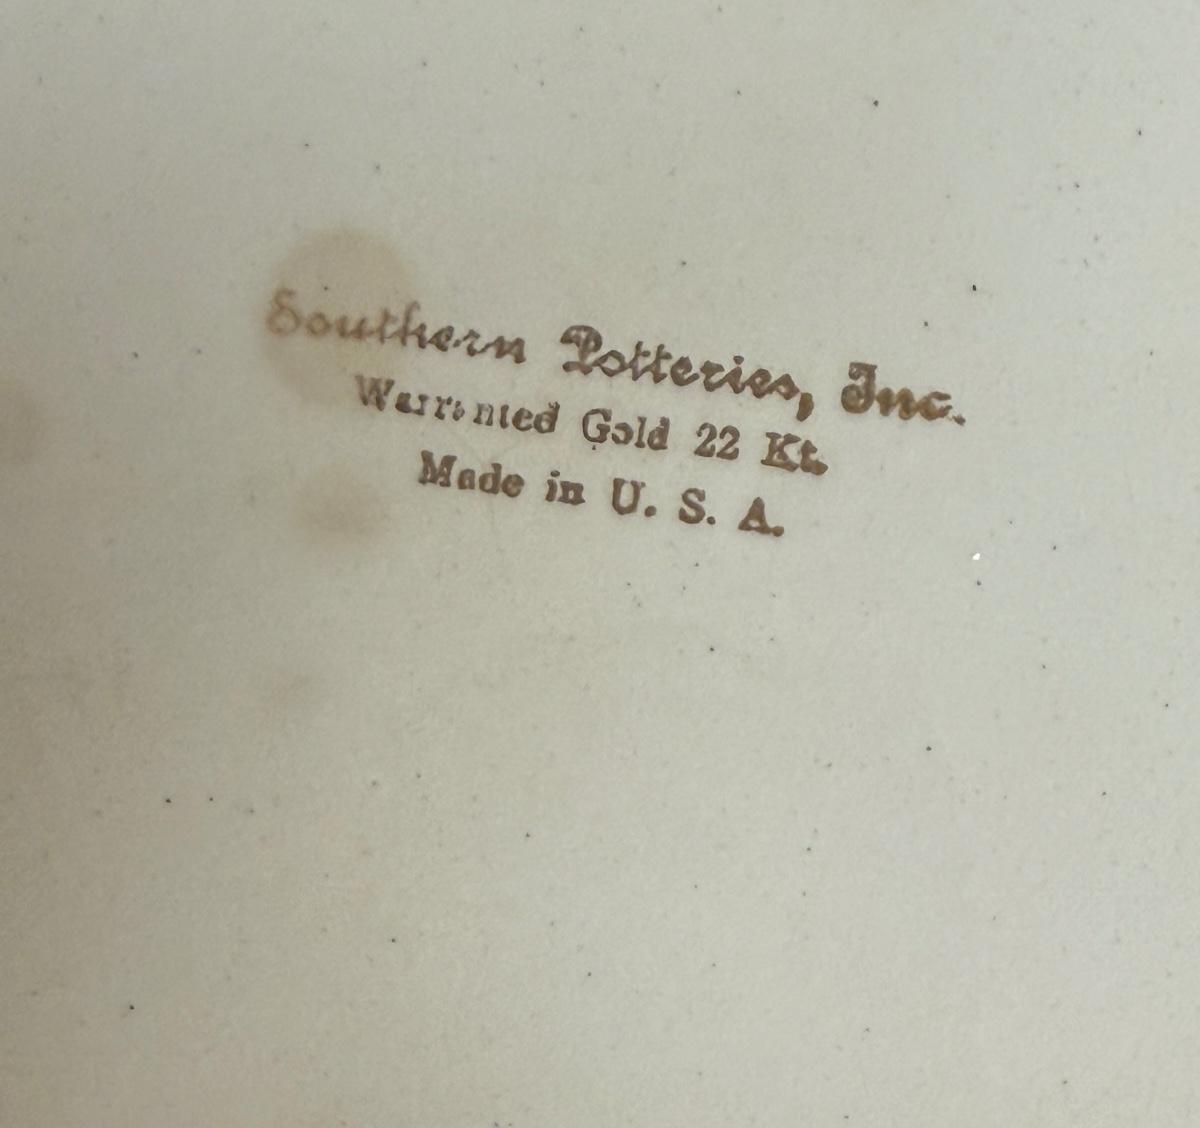 Southern Potteries, Inc.
Warranted Gold 22 Kt.
Made in U. S. A.